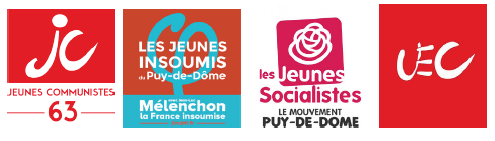 jc
JEUNES COMMUNISTES
63
LES JEUNES
INSOUMIS
du Puy-de-Dôme
Mélenchon
la France insoumise
les Jeunes
Socialistes
LE MOUVEMENT
PUY-DE-DOME
UEC